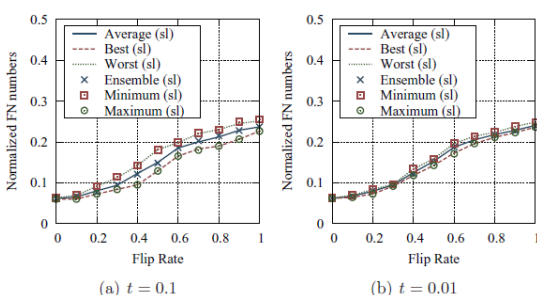 Normalized FN numbers
0.5
0.4
0.3
0.2
0.1
0
Average (sl)
Best (sl)
Worst (sl)
Ensemble (sl)
Minimum (sl)
Maximum (sl)
0 0.2 0.4 0.6 0.8 1
Flip Rate
(a) t = 0.1
Normalized FN numbers
0.5
0.4
0.3
0.2
0.1
0
Average (sl)
Best (sl)
Worst (sl)
Ensemble (sl)
Minimum (sl)
Maximum (sl)
0 0.2 0.4 0.6 0.8 1
Flip Rate
(b) t = 0.01